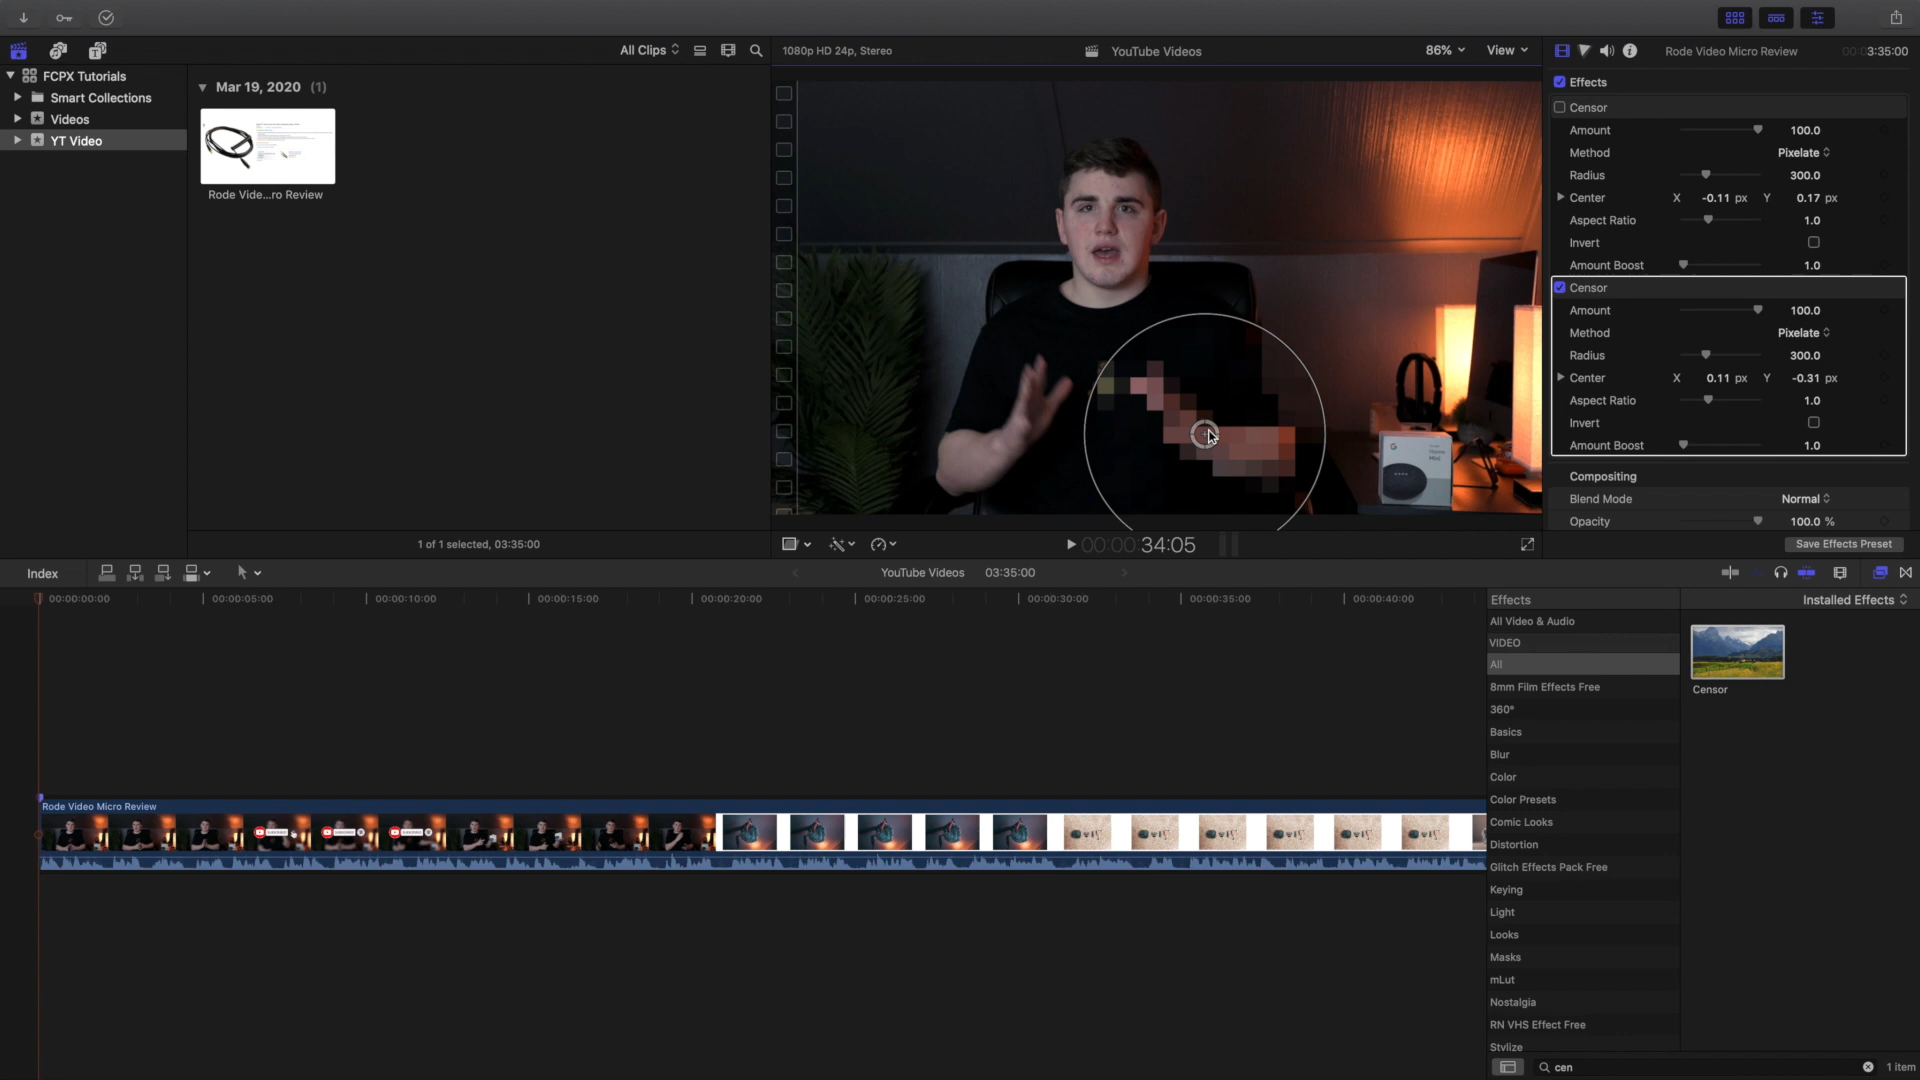 All Clips
1080p HD 24p, Stereo
YouTube Videos
86%
View
Rode Video Micro Review
00:00:03:35:00
FCPX Tutorials
Smart Collections
Videos
YT Video
Mar 19, 2020 (1)
Rode Vide...ro Review
1 of 1 selected, 03:35:00
00:00:00:34:05
Effects
Censor
Amount 100.0
Method Pixelate
Radius 300.0
Center X -0.11 px Y 0.17 px
Aspect Ratio 1.0
Invert
Amount Boost 1.0
Censor
Amount 100.0
Method Pixelate
Radius 300.0
Center X 0.11 px Y -0.31 px
Aspect Ratio 1.0
Invert
Amount Boost 1.0
Compositing
Blend Mode Normal
Opacity 100.0 %
Save Effects Preset
Index
YouTube Videos 03:35:00
00:00:00:00
00:00:05:00
00:00:10:00
00:00:15:00
00:00:20:00
00:00:25:00
00:00:30:00
00:00:35:00
00:00:40:00
Rode Video Micro Review
Effects
Installed Effects
All Video & Audio
VIDEO
All
8mm Film Effects Free
360°
Basics
Blur
Color
Color Presets
Comic Looks
Distortion
Glitch Effects Pack Free
Keying
Light
Looks
Masks
mLut
Nostalgia
RN VHS Effect Free
Stylize
Censor
cen
1 item